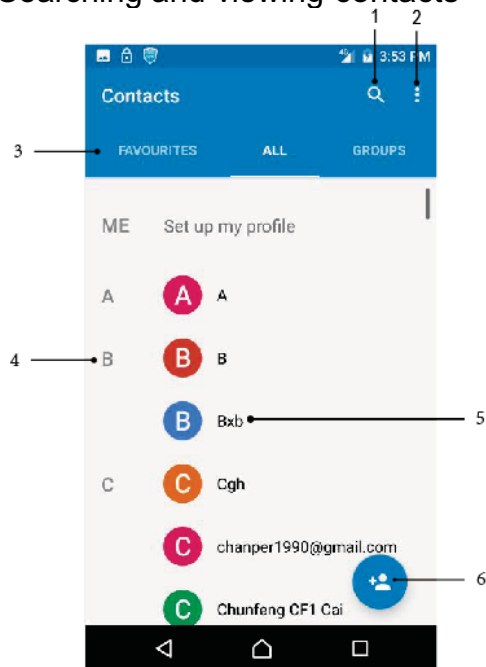 Searching and viewing contacts
1 2
4G 3:53 PM
Contacts
3
FAVOURITES ALL GROUPS
ME Set up my profile
A A A
4 B B B
B Bxb 5
C C Cgh
C chanper1990@gmail.com
6
C Chunfeng CF1 Cai